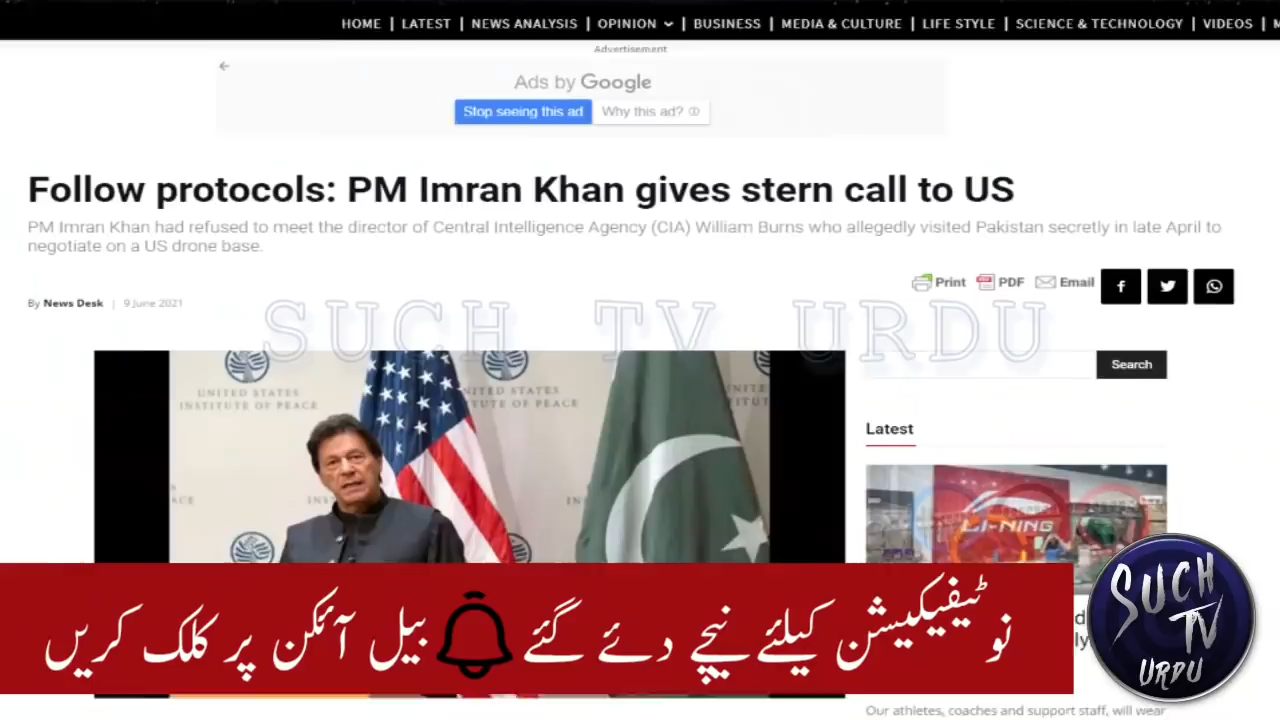 HOME | LATEST | NEWS ANALYSIS | OPINION | BUSINESS | MEDIA & CULTURE | LIFE STYLE | SCIENCE & TECHNOLOGY | VIDEOS |
Advertisement
Ads by Google
Stop seeing this ad Why this ad?
Follow protocols: PM Imran Khan gives stern call to US
PM Imran Khan had refused to meet the director of Central Intelligence Agency (CIA) William Burns who allegedly visited Pakistan secretly in late April to
negotiate on a US drone base.
Print PDF Email
By News Desk | 9 June 2021
SUCH TV URDU
Search
UNITED STATES
INSTITUTE OF PEACE
Latest
LI-NING
نوٹیفیکیشن کیلئے نیچے دئے گئے بیل آئکن پر کلک کریں
SUCH
TV
URDU
Our athletes, coaches and support staff, will wear